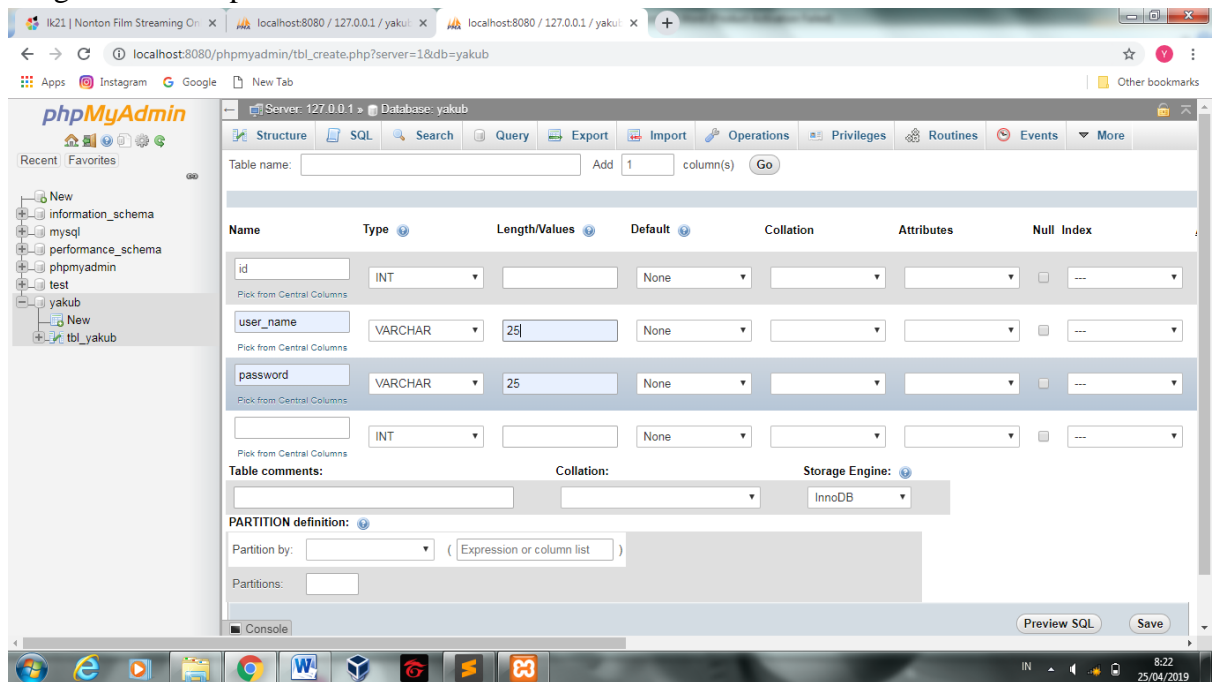 lk21 | Nonton Film Streaming On
localhost:8080 / 127.0.0.1 / yakul
localhost:8080 / 127.0.0.1 / yakul
localhost:8080/phpmyadmin/tbl_create.php?server=1&db=yakub
Y
Apps Instagram Google New Tab Other bookmarks
phpMyAdmin
Recent Favorites
New
information_schema
mysql
performance_schema
phpmyadmin
test
yakub
New
tbl_yakub
Server: 127.0.0.1 » Database: yakub
Structure SQL Search Query Export Import Operations Privileges Routines Events More
Table name: Add 1 column(s) Go
Name Type Length/Values Default Collation Attributes Null Index
id INT None ---
Pick from Central Columns
user_name VARCHAR 25 None ---
Pick from Central Columns
password VARCHAR 25 None ---
Pick from Central Columns
INT None ---
Pick from Central Columns
Table comments: Collation: Storage Engine:
InnoDB
PARTITION definition:
Partition by: ( Expression or column list )
Partitions:
Preview SQL Save
Console
IN 8:22
25/04/2019